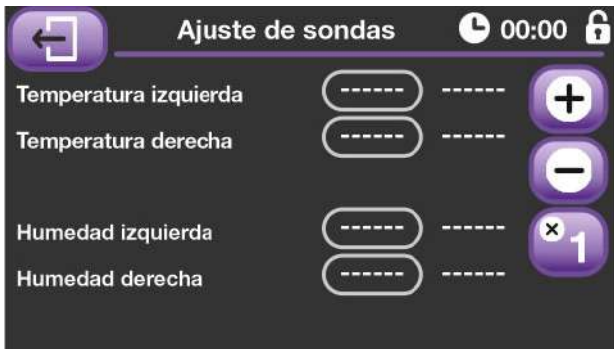 Ajuste de sondas 00:00
Temperatura izquierda ------ ------ +
Temperatura derecha ------ ------
−
Humedad izquierda ------ ------ ×1
Humedad derecha ------ ------